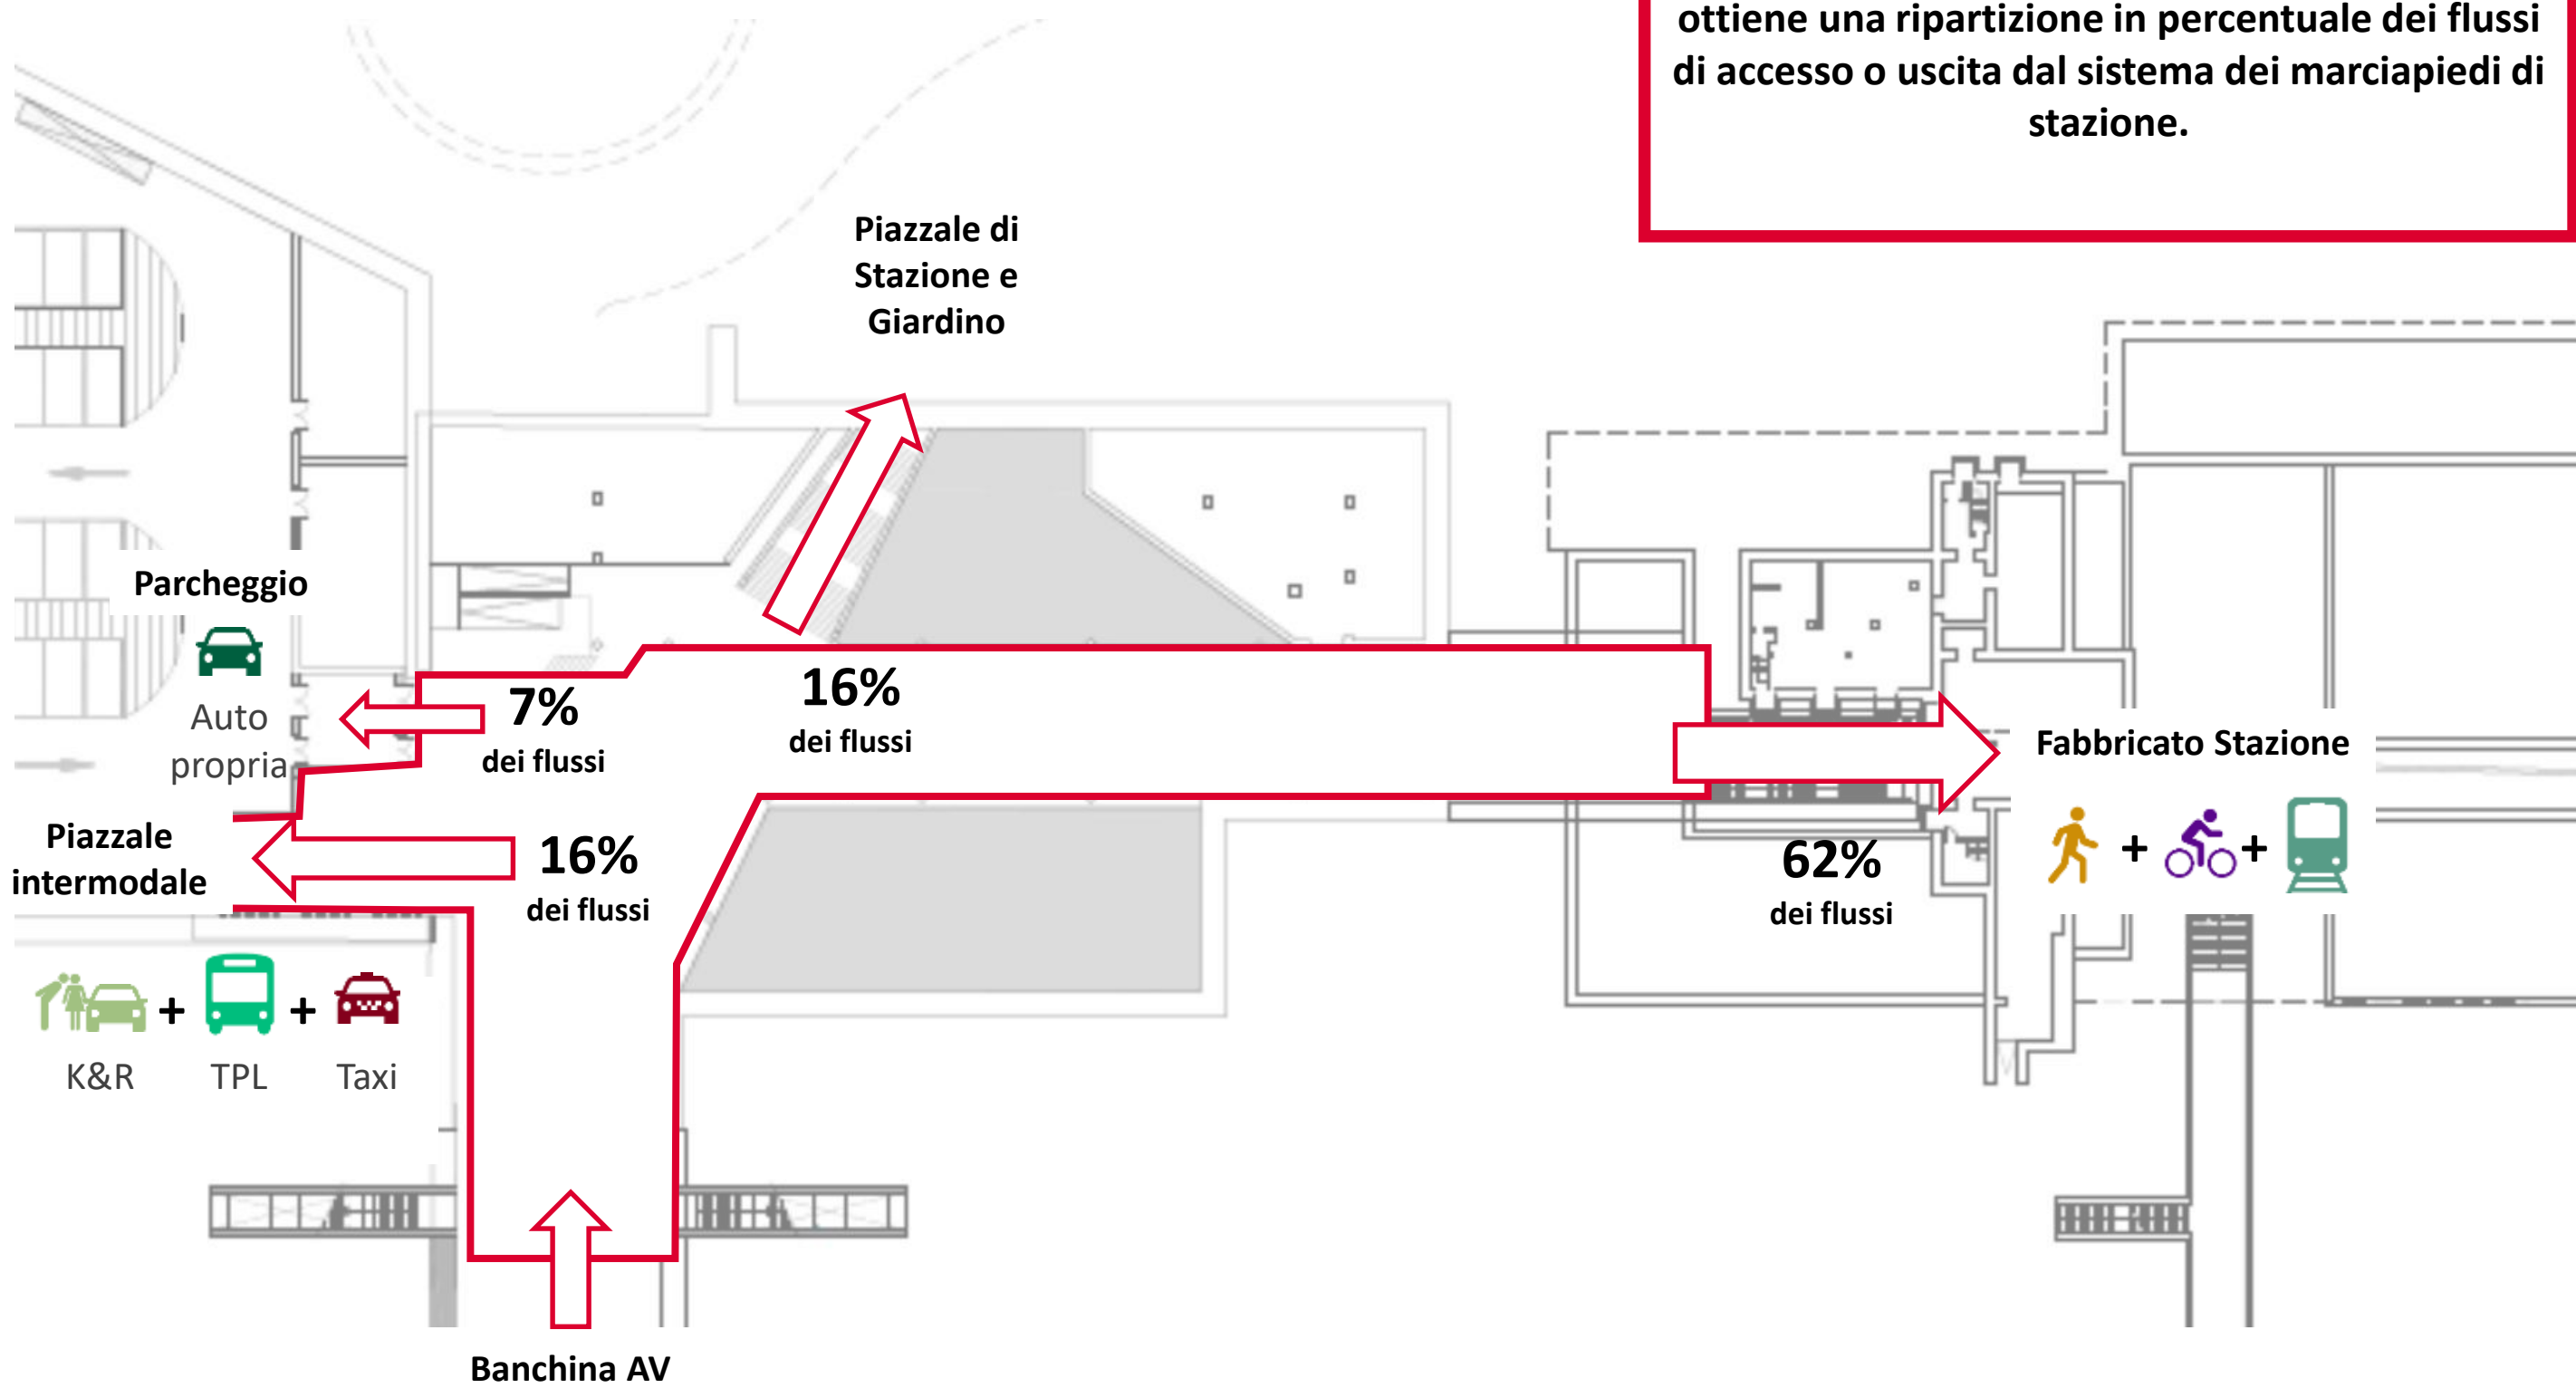 ottiene una ripartizione in percentuale dei flussi
di accesso o uscita dal sistema dei marciapiedi di
stazione.
Piazzale di
Stazione e
Giardino
Parcheggio
Auto
propria
7%
dei flussi
16%
dei flussi
Fabbricato Stazione
+ +
62%
dei flussi
Piazzale
intermodale
16%
dei flussi
+ +
K&R TPL Taxi
Banchina AV